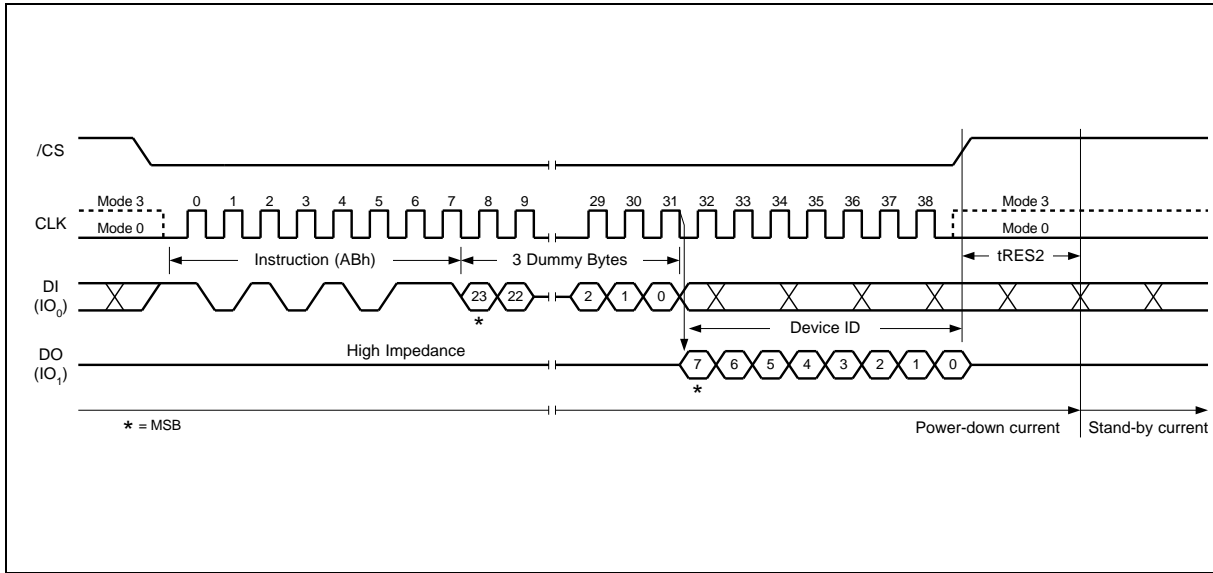 /CS
Mode 3 0 1 2 3 4 5 6 7 8 9 29 30 31 32 33 34 35 36 37 38 Mode 3
CLK
Mode 0 Mode 0
Instruction (ABh) 3 Dummy Bytes tRES2
DI
(IO0) 23 22 2 1 0
*
Device ID
High Impedance
DO
(IO1) 7 6 5 4 3 2 1 0
*
* = MSB
Power-down current Stand-by current